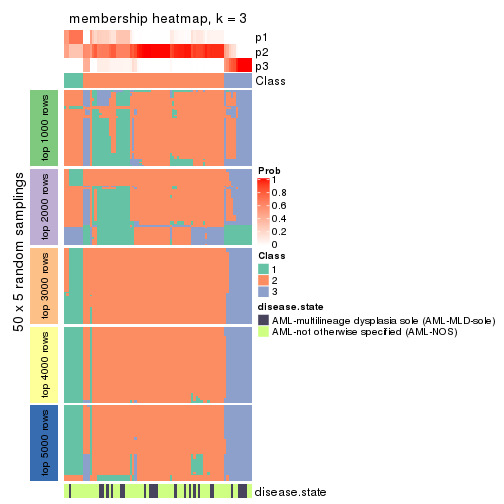 membership heatmap, k = 3
p1
p2
p3
Class
50 x 5 random samplings
top 1000 rows
top 2000 rows
top 3000 rows
top 4000 rows
top 5000 rows
Prob
1
0.8
0.6
0.4
0.2
0
Class
1
2
3
disease.state
AML-multilineage dysplasia sole (AML-MLD-sole)
AML-not otherwise specified (AML-NOS)
disease.state